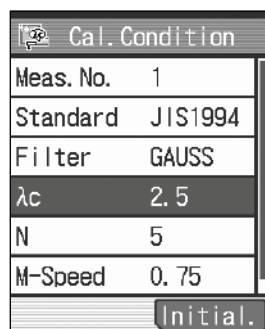 Cal.Condition
Meas.No. 1
Standard JIS1994
Filter GAUSS
λc 2.5
N 5
M-Speed 0.75
Initial.